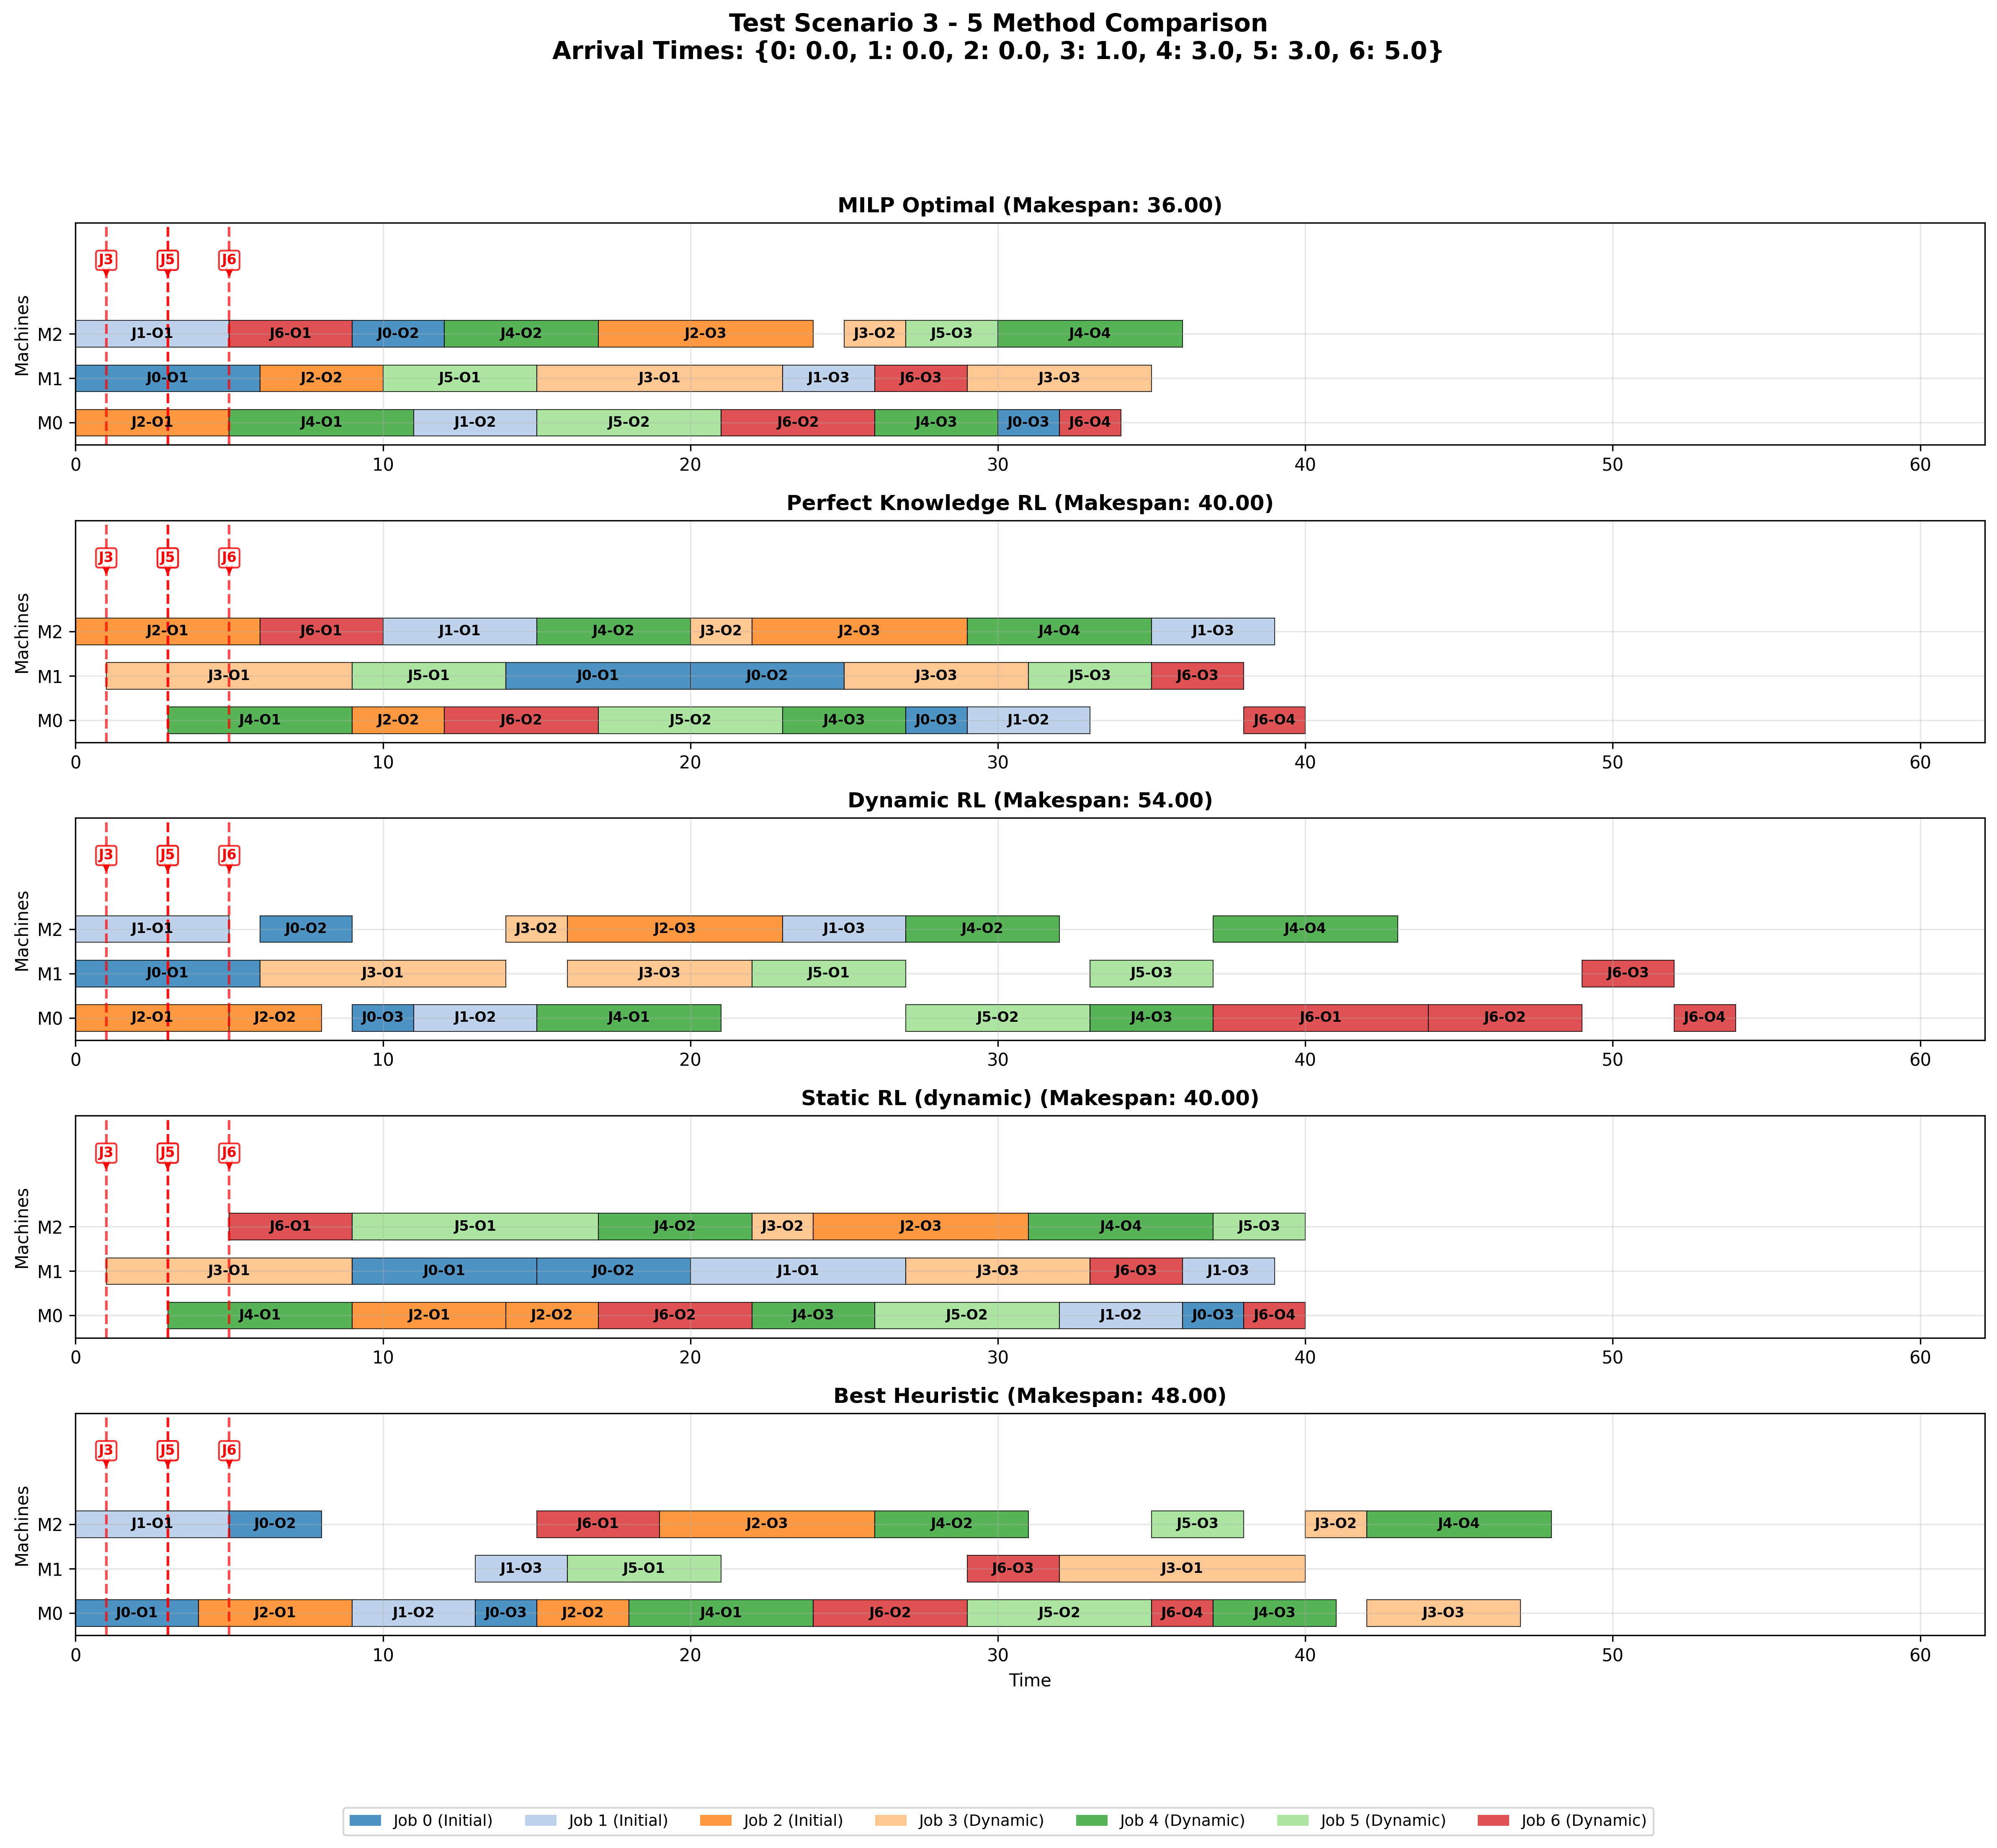 Test Scenario 3 - 5 Method Comparison
Arrival Times: {0: 0.0, 1: 0.0, 2: 0.0, 3: 1.0, 4: 3.0, 5: 3.0, 6: 5.0}
MILP Optimal (Makespan: 36.00)
J3 J5 J6
Machines
M2 J1-O1 J6-O1 J0-O2 J4-O2 J2-O3 J3-O2 J5-O3 J4-O4
M1 J0-O1 J2-O2 J5-O1 J3-O1 J1-O3 J6-O3 J3-O3
M0 J2-O1 J4-O1 J1-O2 J5-O2 J6-O2 J4-O3 J0-O3 J6-O4
0 10 20 30 40 50 60
Perfect Knowledge RL (Makespan: 40.00)
J3 J5 J6
Machines
M2 J2-O1 J6-O1 J1-O1 J4-O2 J3-O2 J2-O3 J4-O4 J1-O3
M1 J3-O1 J5-O1 J0-O1 J0-O2 J3-O3 J5-O3 J6-O3
M0 J4-O1 J2-O2 J6-O2 J5-O2 J4-O3 J0-O3 J1-O2 J6-O4
0 10 20 30 40 50 60
Dynamic RL (Makespan: 54.00)
J3 J5 J6
Machines
M2 J1-O1 J0-O2 J3-O2 J2-O3 J1-O3 J4-O2 J4-O4
M1 J0-O1 J3-O1 J3-O3 J5-O1 J5-O3 J6-O3
M0 J2-O1 J2-O2 J0-O3 J1-O2 J4-O1 J5-O2 J4-O3 J6-O1 J6-O2 J6-O4
0 10 20 30 40 50 60
Static RL (dynamic) (Makespan: 40.00)
J3 J5 J6
Machines
M2 J6-O1 J5-O1 J4-O2 J3-O2 J2-O3 J4-O4 J5-O3
M1 J3-O1 J0-O1 J0-O2 J1-O1 J3-O3 J6-O3 J1-O3
M0 J4-O1 J2-O1 J2-O2 J6-O2 J4-O3 J5-O2 J1-O2 J0-O3 J6-O4
0 10 20 30 40 50 60
Best Heuristic (Makespan: 48.00)
J3 J5 J6
Machines
M2 J1-O1 J0-O2 J6-O1 J2-O3 J4-O2 J5-O3 J3-O2 J4-O4
M1 J1-O3 J5-O1 J6-O3 J3-O1
M0 J0-O1 J2-O1 J1-O2 J0-O3 J2-O2 J4-O1 J6-O2 J5-O2 J6-O4 J4-O3 J3-O3
0 10 20 30 40 50 60
Time
Job 0 (Initial) Job 1 (Initial) Job 2 (Initial) Job 3 (Dynamic) Job 4 (Dynamic) Job 5 (Dynamic) Job 6 (Dynamic)